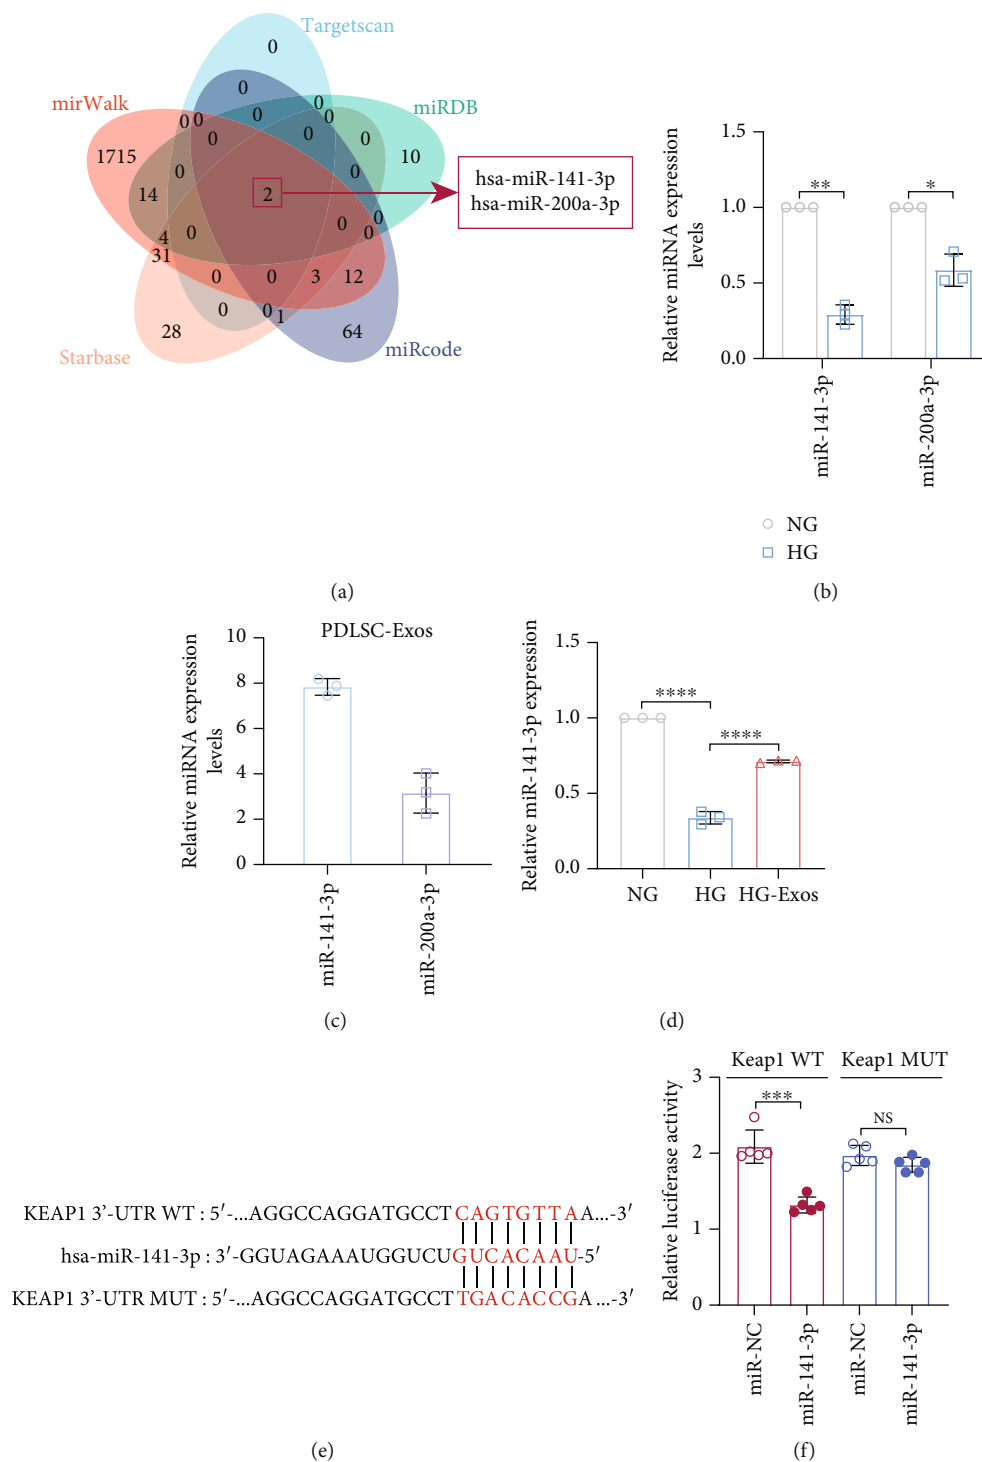 Targetscan
mirWalk
miRDB
Starbase
miRcode
0
0
0 0 0 0 0
0 0 0
1715
0 0
10
14
2
0 0
4 0 0
31
0 0 3 12
0 0 1
28
64
hsa-miR-141-3p
hsa-miR-200a-3p
(a)
Relative miRNA expression
levels
1.5
1.0
0.5
0.0
**
*
miR-141-3p
miR-200a-3p
NG
HG
(b)
PDLSC-Exos
Relative miRNA expression
levels
10
8
6
4
2
0
miR-141-3p
miR-200a-3p
(c)
Relative miR-141-3p expression
1.5
1.0
0.5
0.0
****
****
NG HG HG-Exos
(d)
KEAP1 3’-UTR WT : 5′-...AGGCCAGGATGCCTCAGTGTTAA...-3′
hsa-miR-141-3p : 3′-GGUAGAAAUGGUCUGUCACAAU-5′
KEAP1 3’-UTR MUT : 5′-...AGGCCAGGATGCCTTGACACCGA ...-3′
(e)
Keap1 WT Keap1 MUT
Relative luciferase activity
3
2
1
0
***
NS
miR-NC
miR-141-3p
miR-NC
miR-141-3p
(f)